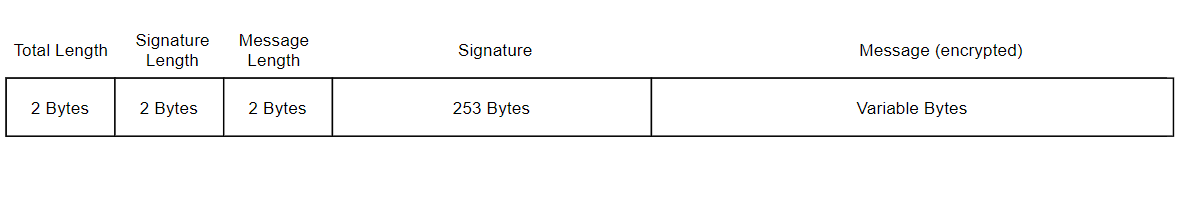 Total Length
Signature
Length
Message
Length
Signature
Message (encrypted)
2 Bytes
2 Bytes
2 Bytes
253 Bytes
Variable Bytes